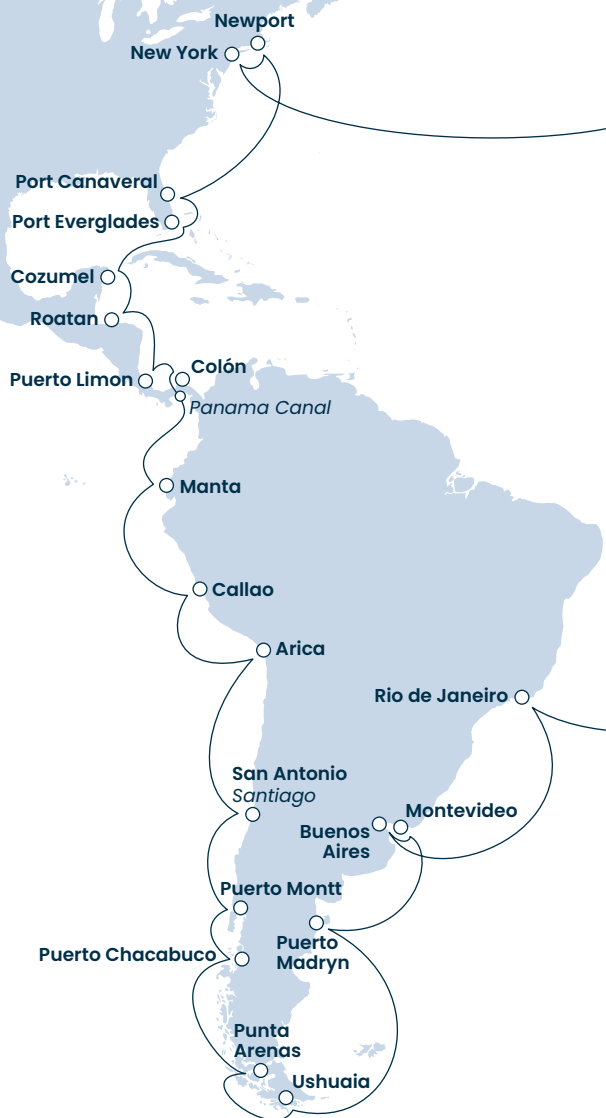 Newport
New York
Port Canaveral
Port Everglades
Cozumel
Roatan
Colón
Puerto Limon
Panama Canal
Manta
Callao
Arica
Rio de Janeiro
San Antonio
Santiago
Montevideo
Buenos
Aires
Puerto Montt
Puerto
Madryn
Puerto Chacabuco
Punta
Arenas
Ushuaia